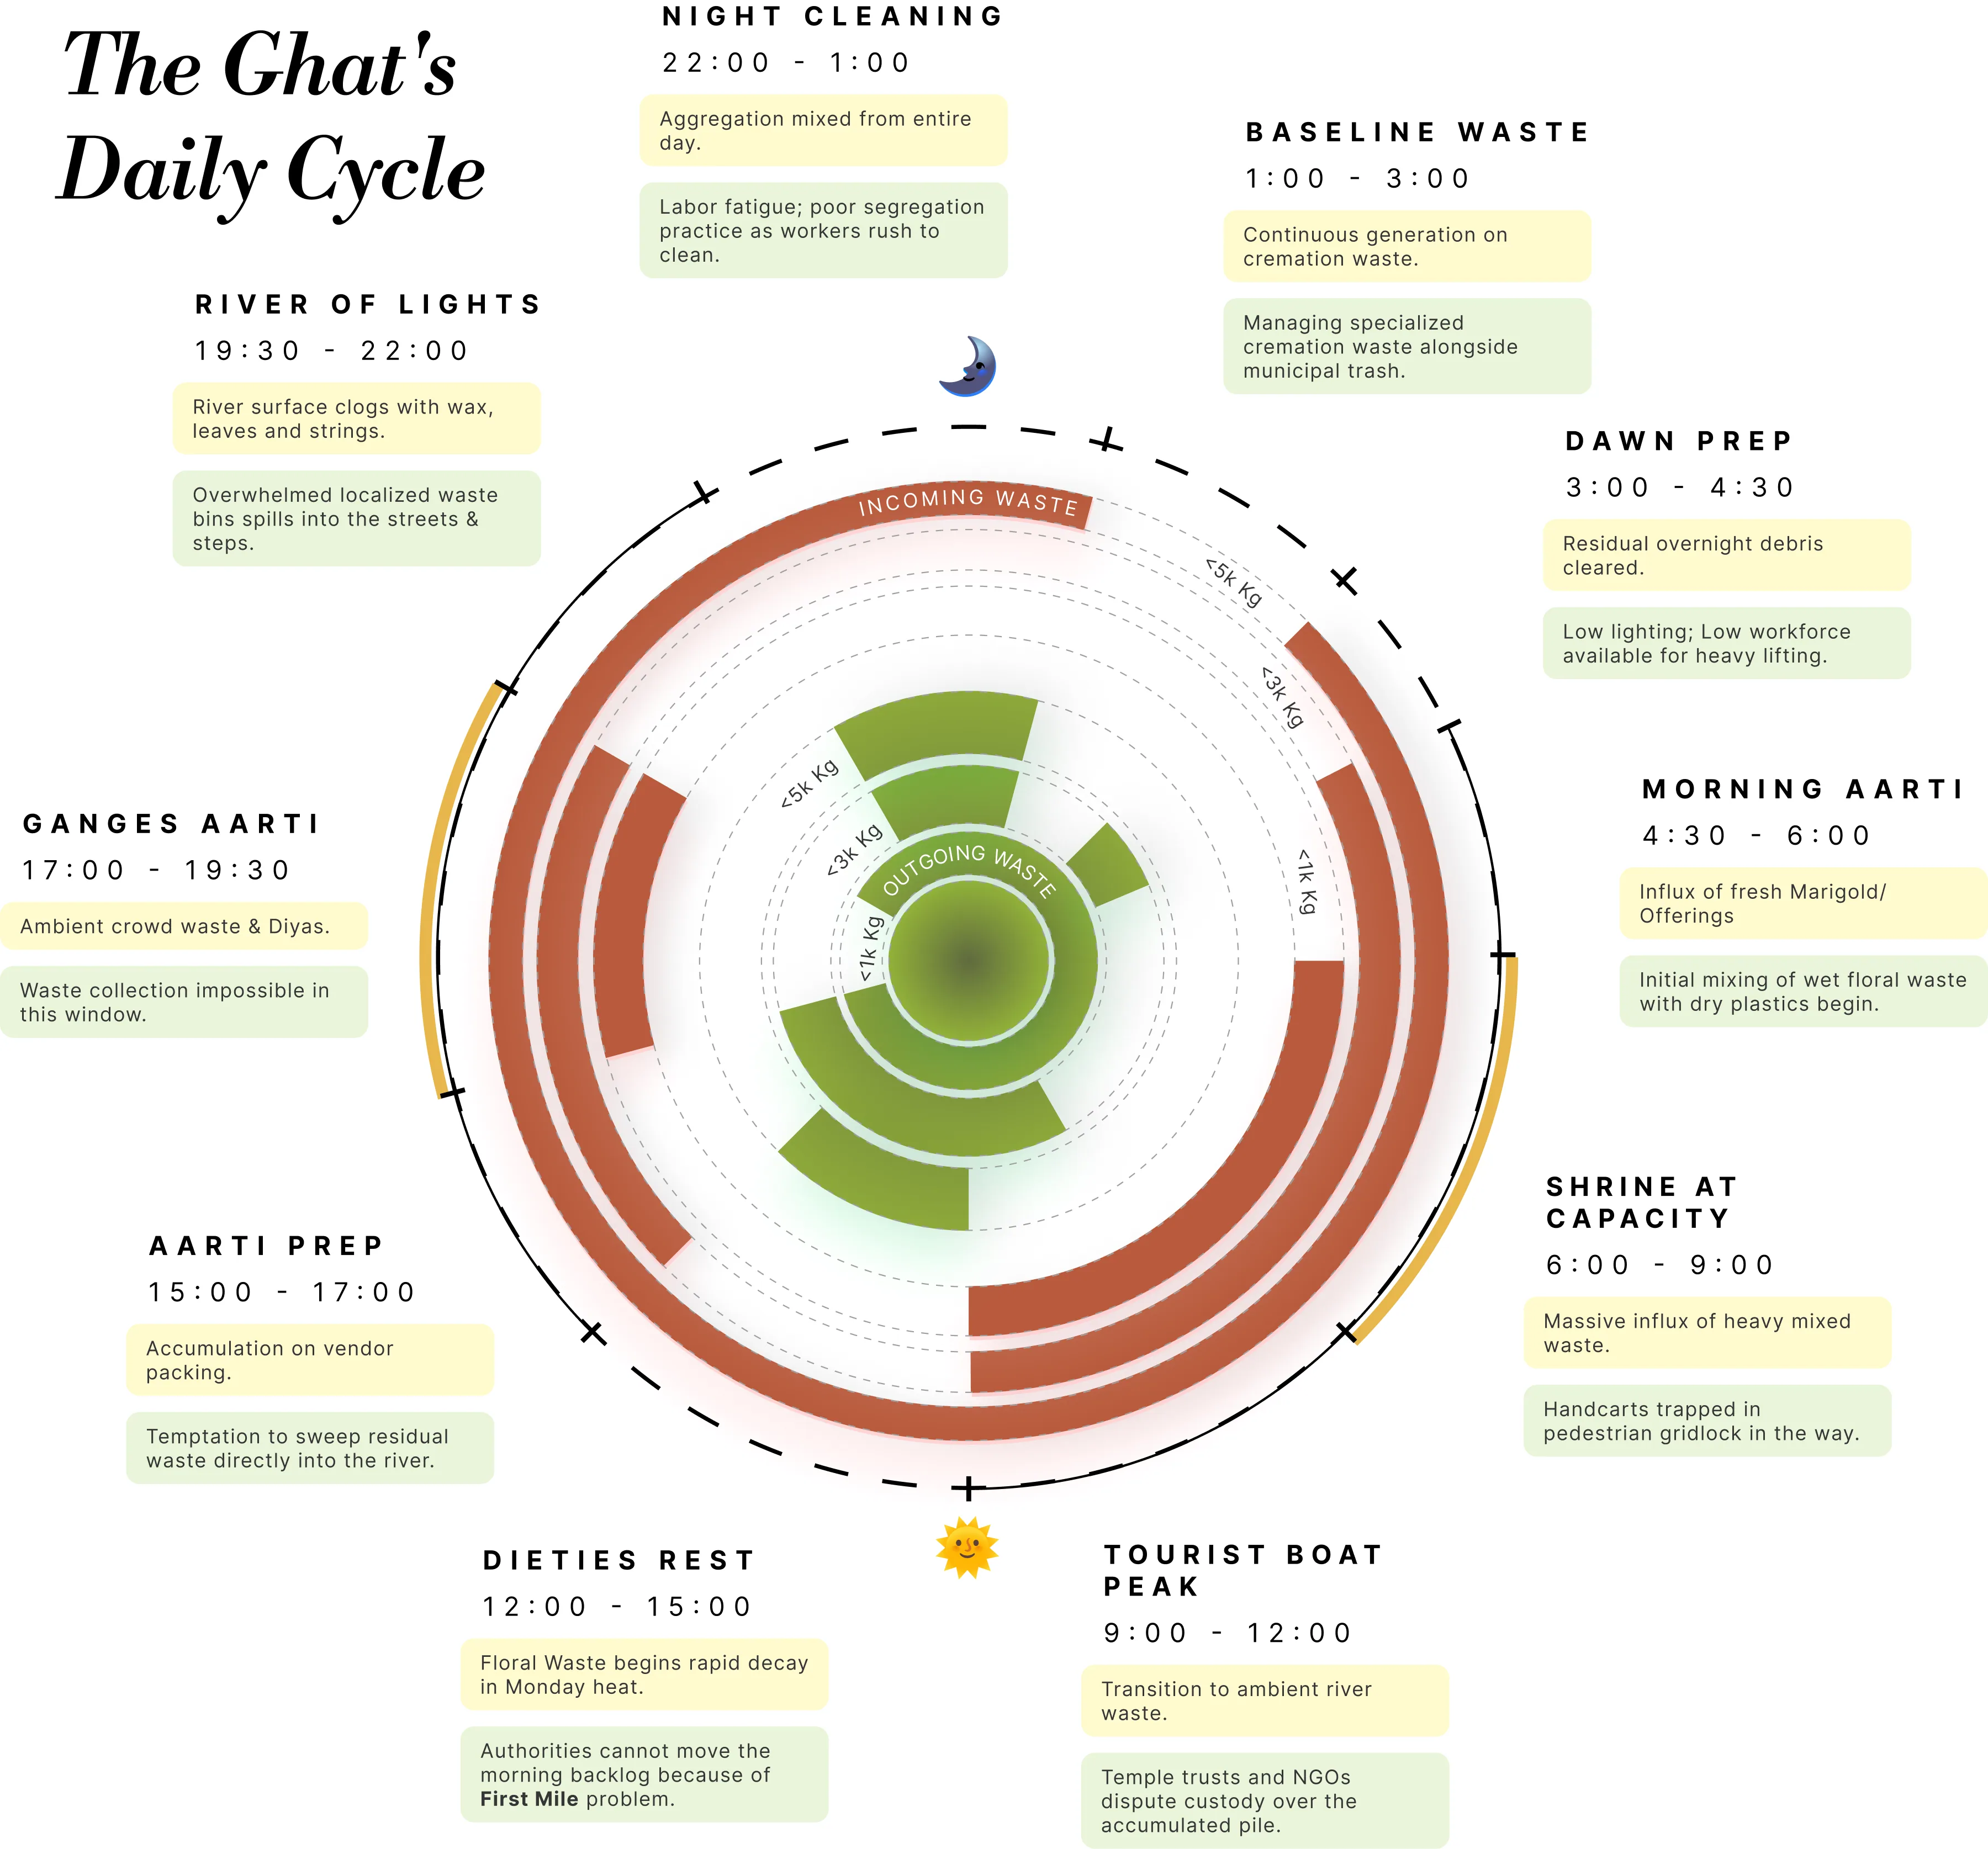 The Ghat's
Daily Cycle
NIGHT CLEANING
22:00 - 1:00
Aggregation mixed from entire
day.
Labor fatigue; poor segregation
practice as workers rush to
clean.
BASELINE WASTE
1:00 - 3:00
Continuous generation on
cremation waste.
Managing specialized
cremation waste alongside
municipal trash.
DAWN PREP
3:00 - 4:30
Residual overnight debris
cleared.
Low lighting; Low workforce
available for heavy lifting.
MORNING AARTI
4:30 - 6:00
Influx of fresh Marigold/
Offerings
Initial mixing of wet floral waste
with dry plastics begin.
SHRINE AT
CAPACITY
6:00 - 9:00
Massive influx of heavy mixed
waste.
Handcarts trapped in
pedestrian gridlock in the way.
TOURIST BOAT
PEAK
9:00 - 12:00
Transition to ambient river
waste.
Temple trusts and NGOs
dispute custody over the
accumulated pile.
DIETIES REST
12:00 - 15:00
Floral Waste begins rapid decay
in Monday heat.
Authorities cannot move the
morning backlog because of
First Mile problem.
AARTI PREP
15:00 - 17:00
Accumulation on vendor
packing.
Temptation to sweep residual
waste directly into the river.
GANGES AARTI
17:00 - 19:30
Ambient crowd waste & Diyas.
Waste collection impossible in
this window.
RIVER OF LIGHTS
19:30 - 22:00
River surface clogs with wax,
leaves and strings.
Overwhelmed localized waste
bins spills into the streets &
steps.
INCOMING WASTE
<5k Kg
<3k Kg
<1k Kg
<5k Kg
<3k Kg
<1k Kg
OUTGOING WASTE